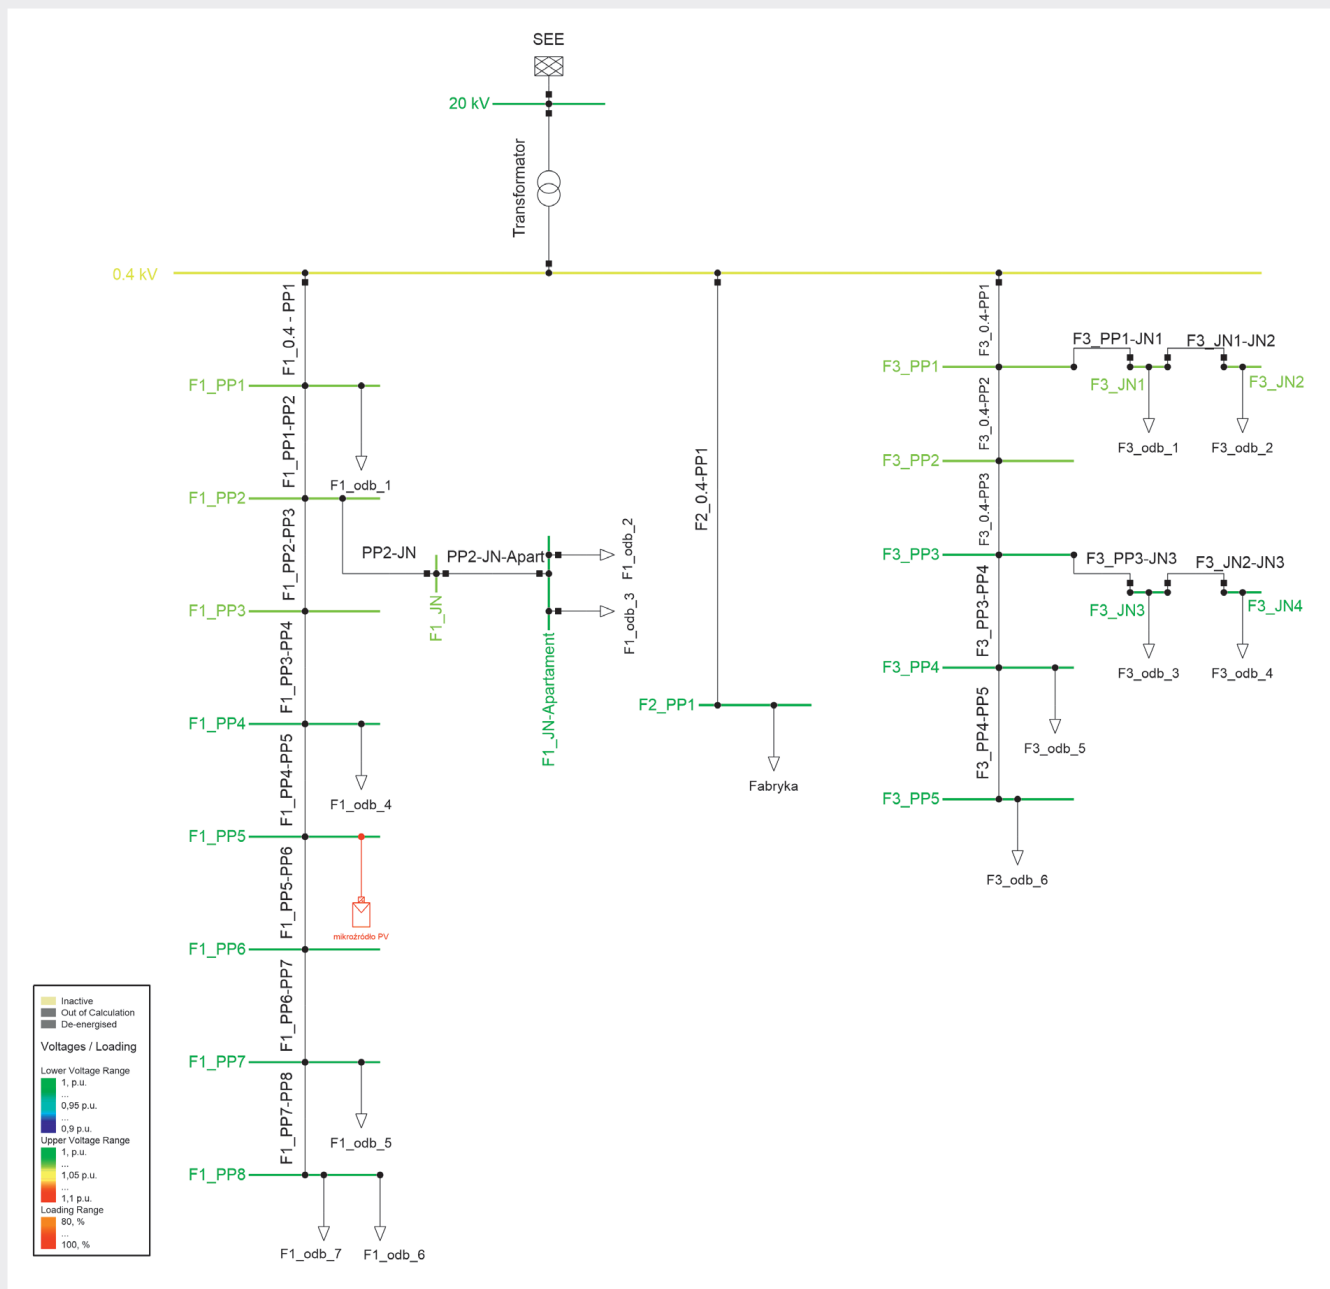 SEE
20 kV
Transformator
0.4 kV
F1_0.4 - PP1
F1_PP1
F1_PP1-PP2
F1_odb_1
F1_PP2
F1_PP2-PP3
PP2-JN
PP2-JN-Apart
F1_odb_2
F1_odb_3
F1_JN
F1_JN-Apartament
F1_PP3
F1_PP3-PP4
F1_PP4
F1_PP4-PP5
F1_odb_4
F1_PP5
F1_PP5-PP6
mikroźródło PV
F1_PP6
F1_PP6-PP7
F1_PP7
F1_PP7-PP8
F1_odb_5
F1_PP8
F1_odb_7
F1_odb_6
F2_0.4-PP1
F2_PP1
Fabryka
F3_0.4-PP1
F3_PP1-JN1
F3_JN1-JN2
F3_PP1
F3_JN1
F3_JN2
F3_0.4-PP2
F3_odb_1
F3_odb_2
F3_PP2
F3_0.4-PP3
F3_PP3
F3_PP3-JN3
F3_JN2-JN3
F3_PP3-PP4
F3_JN3
F3_JN4
F3_odb_3
F3_odb_4
F3_PP4
F3_PP4-PP5
F3_odb_5
F3_PP5
F3_odb_6
Inactive
Out of Calculation
De-energised
Voltages / Loading
Lower Voltage Range
1, p.u.
...
0,95 p.u.
...
0,9 p.u.
Upper Voltage Range
1, p.u.
...
1,05 p.u.
...
1,1 p.u.
Loading Range
80, %
...
100, %